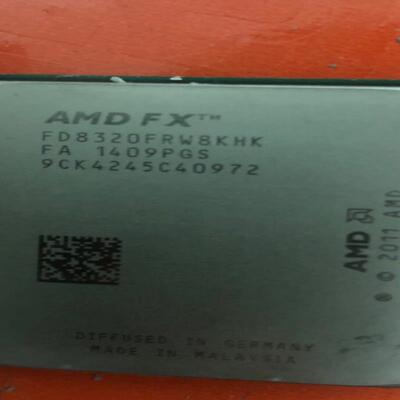 AMD FX™
FD8320FRW8KHK
FA 1409PGS
9CK4245C40972
AMD
© 2011 AMD
DIFFUSED IN GERMANY
MADE IN MALAYSIA